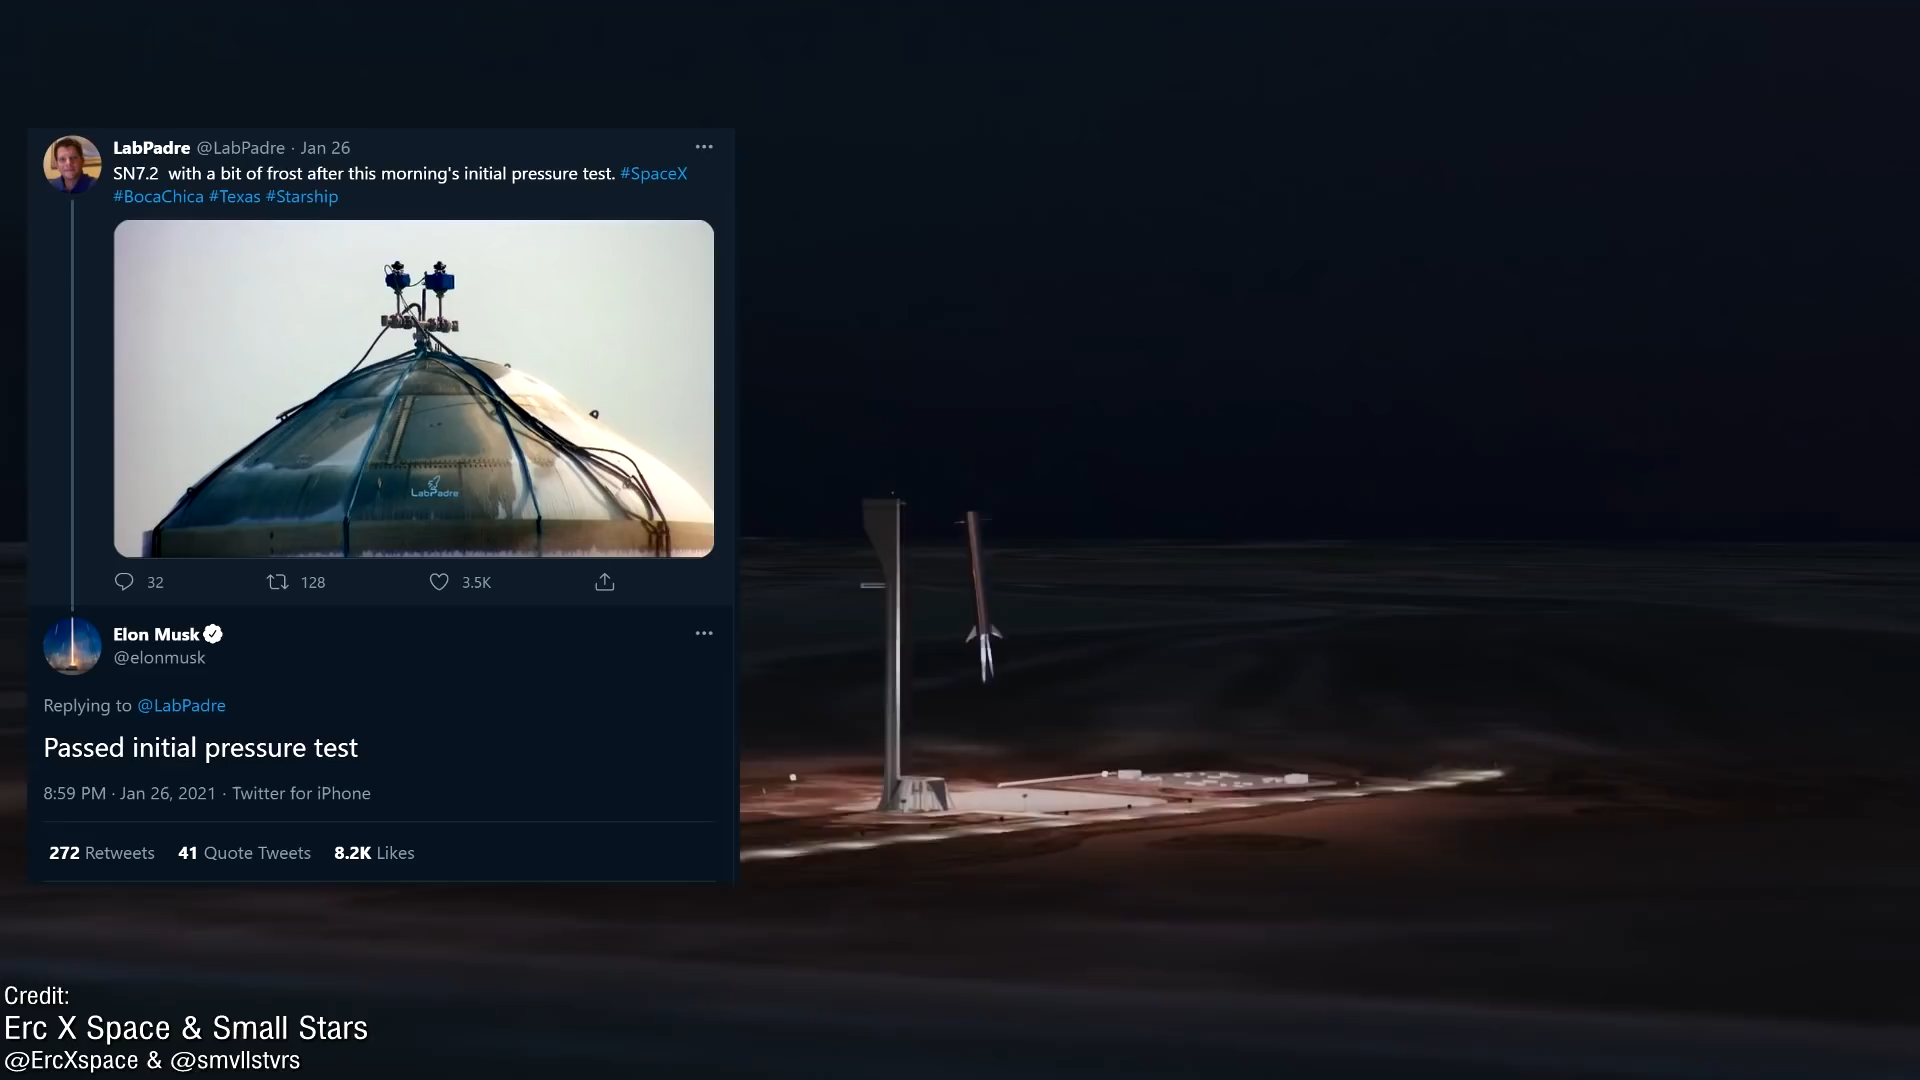 LabPadre @LabPadre · Jan 26
SN7.2 with a bit of frost after this morning's initial pressure test. #SpaceX
#BocaChica #Texas #Starship
LabPadre
32 128 3.5K
Elon Musk
@elonmusk
Replying to @LabPadre
Passed initial pressure test
8:59 PM · Jan 26, 2021 · Twitter for iPhone
272 Retweets 41 Quote Tweets 8.2K Likes
Credit:
Erc X Space & Small Stars
@ErcXspace & @smvllstvrs